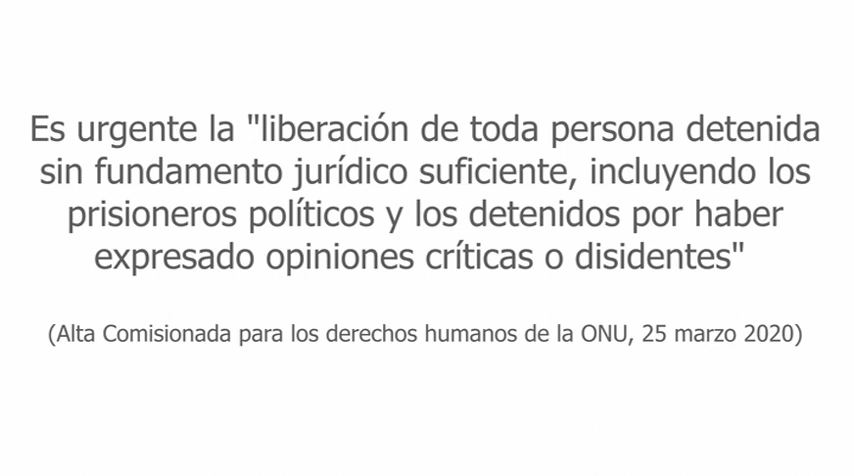 Es urgente la "liberación de toda persona detenida
sin fundamento jurídico suficiente, incluyendo los
prisioneros políticos y los detenidos por haber
expresado opiniones críticas o disidentes"
(Alta Comisionada para los derechos humanos de la ONU, 25 marzo 2020)